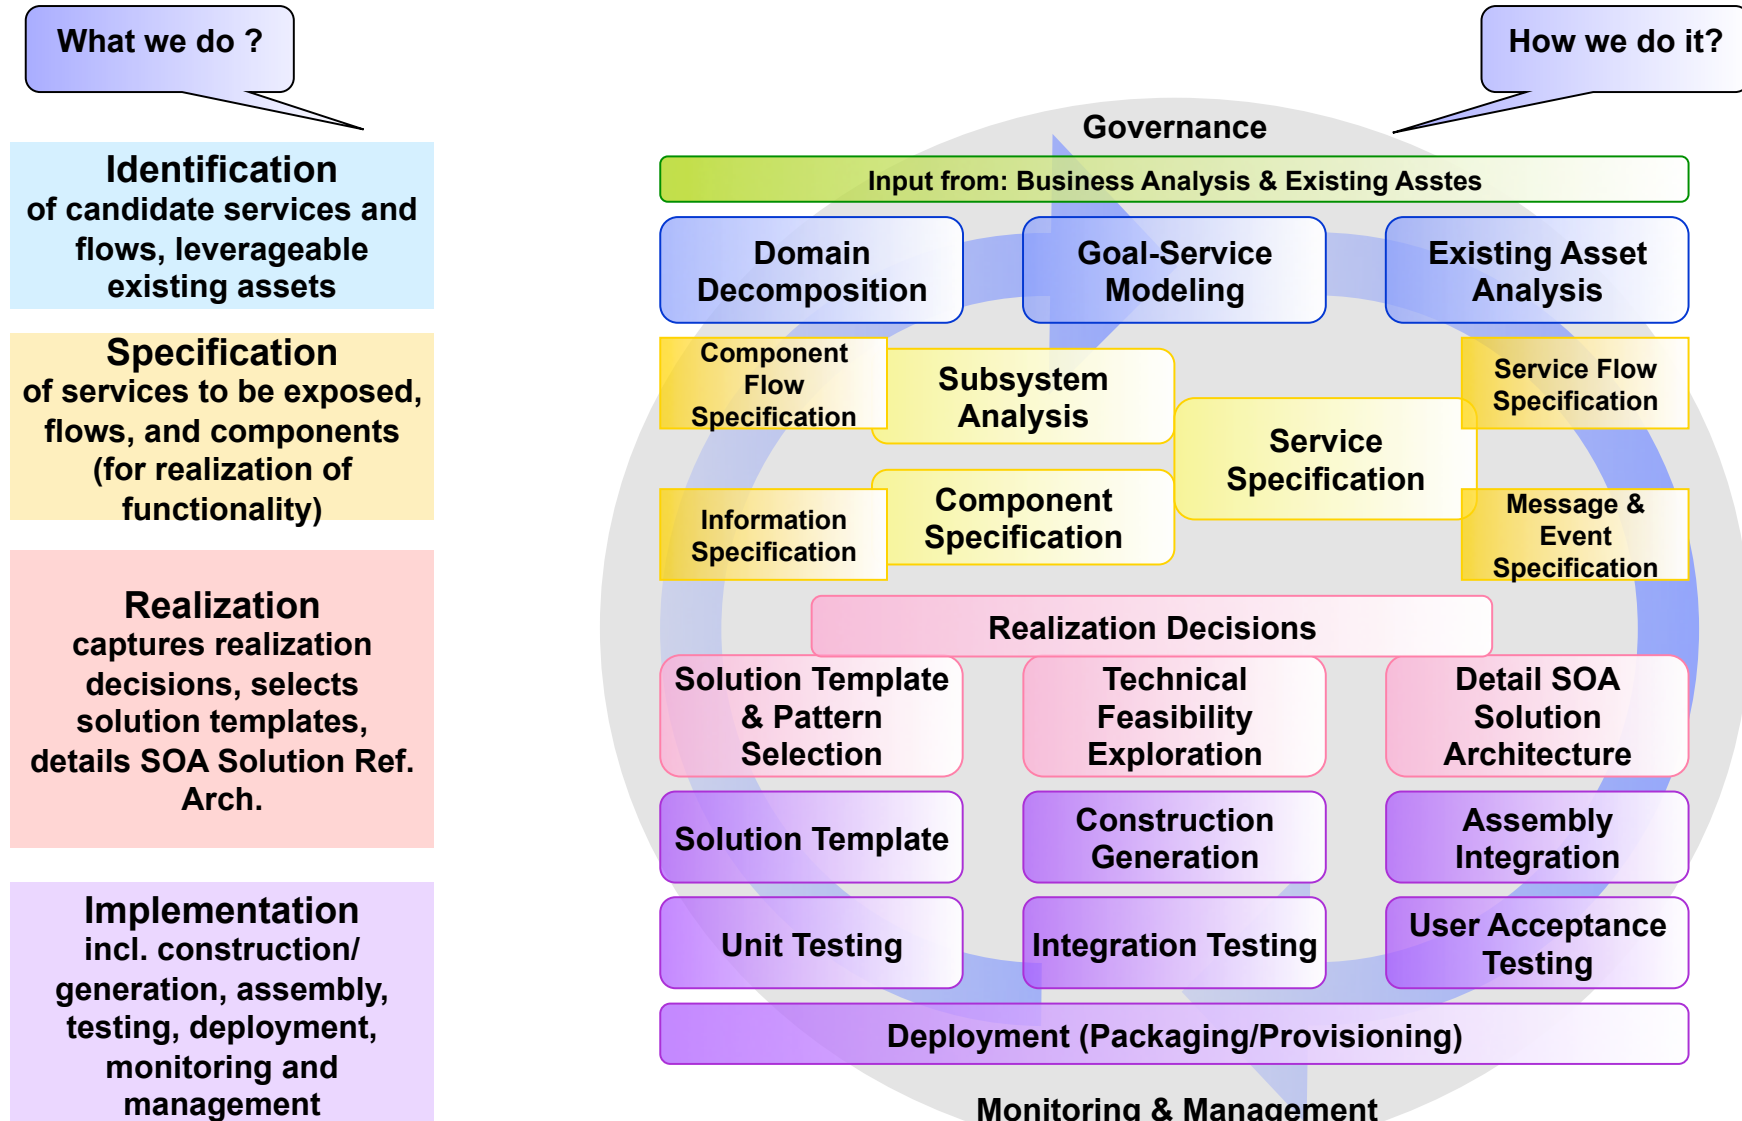 What we do ?
How we do it?
Identification
of candidate services and
flows, leverageable
existing assets
Specification
of services to be exposed,
flows, and components
(for realization of
functionality)
Realization
captures realization
decisions, selects
solution templates,
details SOA Solution Ref.
Arch.
Implementation
incl. construction/
generation, assembly,
testing, deployment,
monitoring and
management
Governance
Input from: Business Analysis & Existing Asstes
Domain
Decomposition
Goal-Service
Modeling
Existing Asset
Analysis
Component
Flow
Specification
Subsystem
Analysis
Service
Specification
Service Flow
Specification
Information
Specification
Component
Specification
Message &
Event
Specification
Realization Decisions
Solution Template
& Pattern
Selection
Technical
Feasibility
Exploration
Detail SOA
Solution
Architecture
Solution Template
Construction
Generation
Assembly
Integration
Unit Testing
Integration Testing
User Acceptance
Testing
Deployment (Packaging/Provisioning)
Monitoring & Management